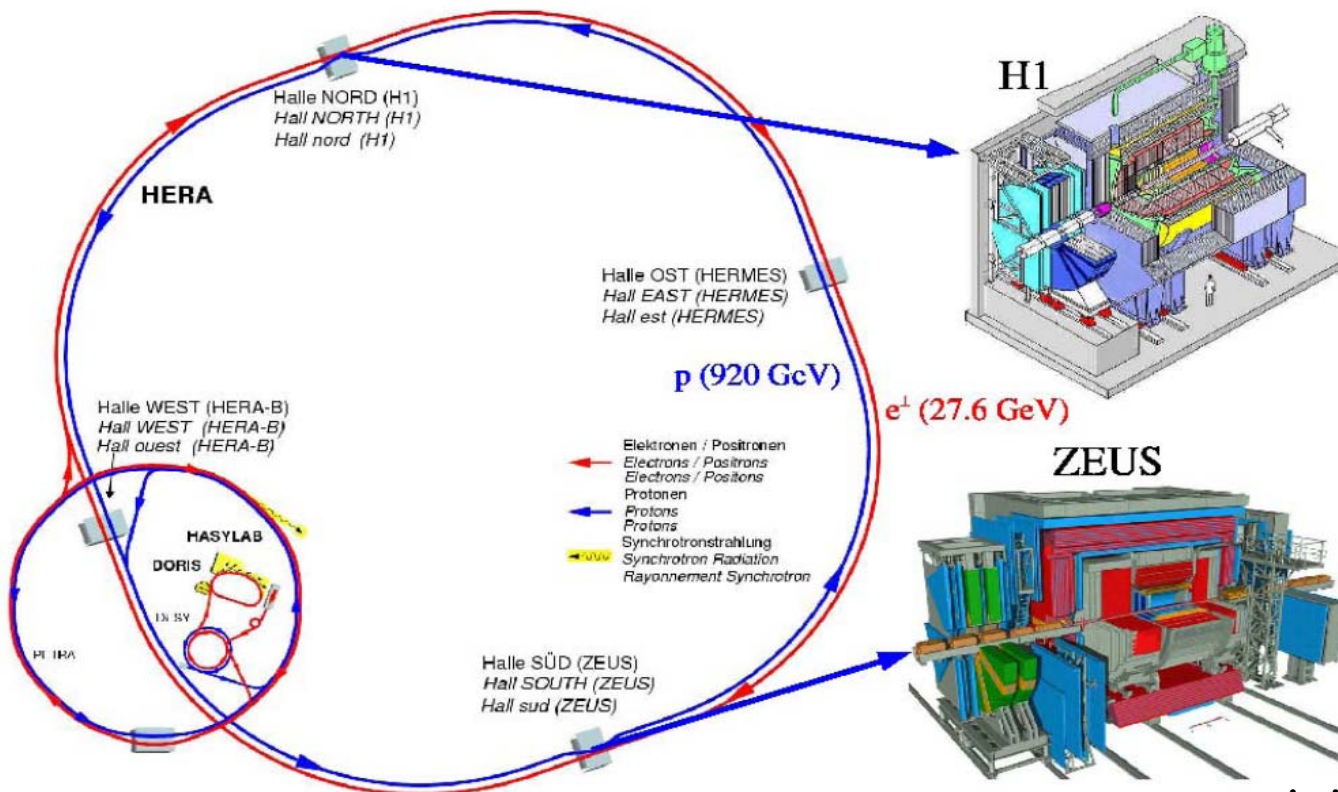 H1
Halle NORD (H1)
Hall NORTH (H1)
Hall nord (H1)
HERA
Halle OST (HERMES)
Hall EAST (HERMES)
Hall est (HERMES)
p (920 GeV)
e⊥ (27.6 GeV)
Halle WEST (HERA-B)
Hall WEST (HERA-B)
Hall ouest (HERA-B)
Elektronen / Positronen
Electrons / Positrons
Electrons / Positons
Protonen
Protons
Protons
Synchrotronstrahlung
Synchrotron Radiation
Rayonnement Synchrotron
ZEUS
HASYLAB
DORIS
DESY
PETRA
Halle SÜD (ZEUS)
Hall SOUTH (ZEUS)
Hall sud (ZEUS)